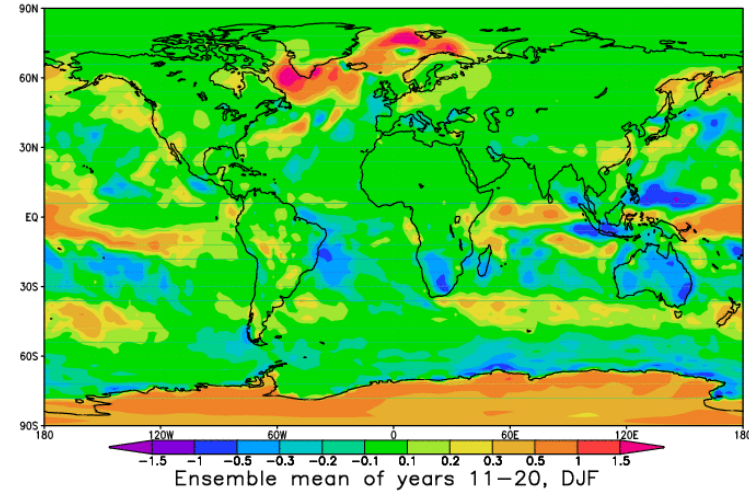 90N
60N
30N
EQ
30S
60S
90S
180 120W 60W 0 60E 120E 180
-1.5 -1 -0.5 -0.3 -0.2 -0.1 0.1 0.2 0.3 0.5 1 1.5
Ensemble mean of years 11-20, DJF